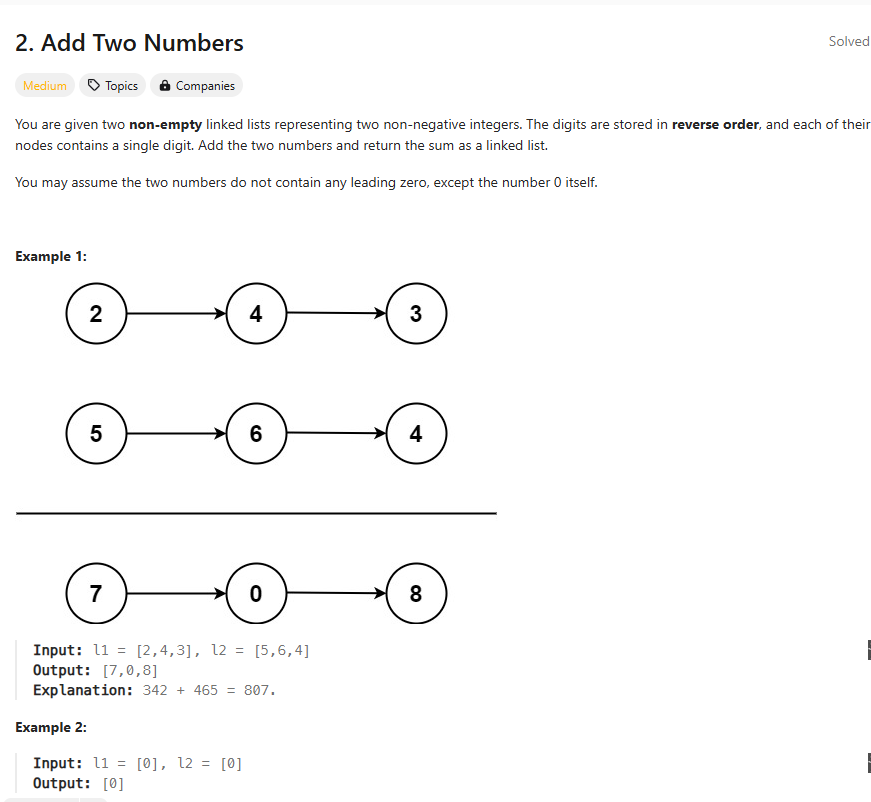 2. Add Two Numbers
Solved
Medium
Topics
Companies
You are given two non-empty linked lists representing two non-negative integers. The digits are stored in reverse order, and each of their
nodes contains a single digit. Add the two numbers and return the sum as a linked list.
You may assume the two numbers do not contain any leading zero, except the number 0 itself.
Example 1:
2 4 3
5 6 4
7 0 8
Input: l1 = [2,4,3], l2 = [5,6,4]
Output: [7,0,8]
Explanation: 342 + 465 = 807.
Example 2:
Input: l1 = [0], l2 = [0]
Output: [0]